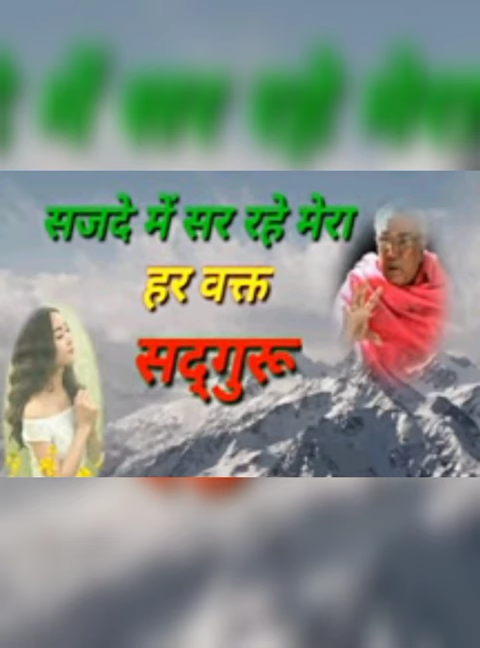 सजदे में सर रहे मेरा
हर वक्त
सद्‌गुरू